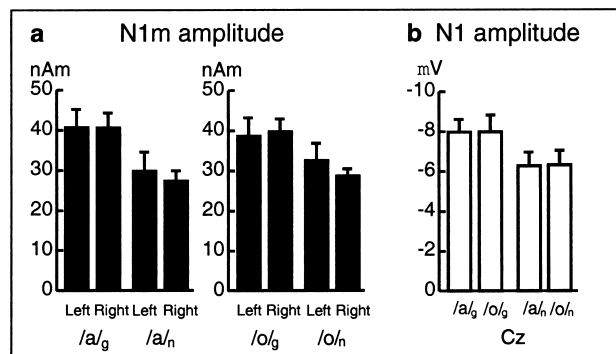 a N1m amplitude
b N1 amplitude
nAm
50
40
30
20
10
0
Left Right Left Right
/a/g /a/n
nAm
50
40
30
20
10
0
Left Right Left Right
/o/g /o/n
mV
-10
-8
-6
-4
-2
0
/a/g /o/g /a/n /o/n
Cz